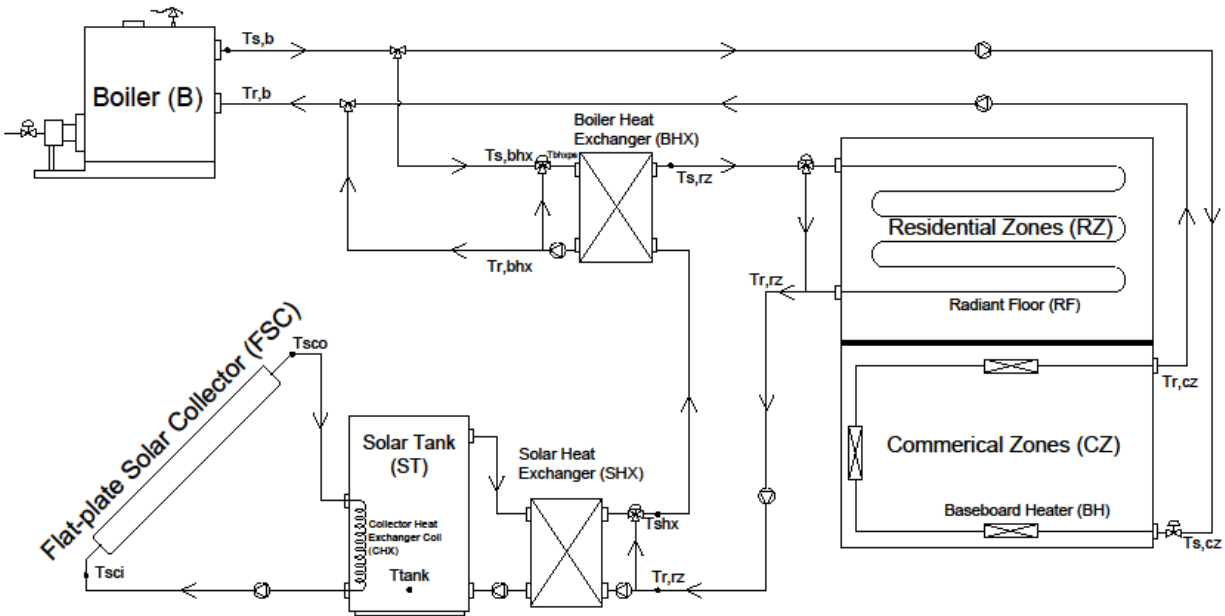 Ts,b
Boiler (B)
Tr,b
Boiler Heat
Exchanger (BHX)
Ts,bhx
Tbhxps
Ts,rz
Residential Zones (RZ)
Tr,bhx
Tr,rz
Radiant Floor (RF)
Flat-plate Solar Collector (FSC)
Tsco
Tr,cz
Solar Tank
(ST)
Solar Heat
Exchanger (SHX)
Commerical Zones (CZ)
Collector Heat
Exchanger Coil
(CHX)
Tshx
Baseboard Heater (BH)
Ts,cz
Tsci
Ttank
Tr,rz